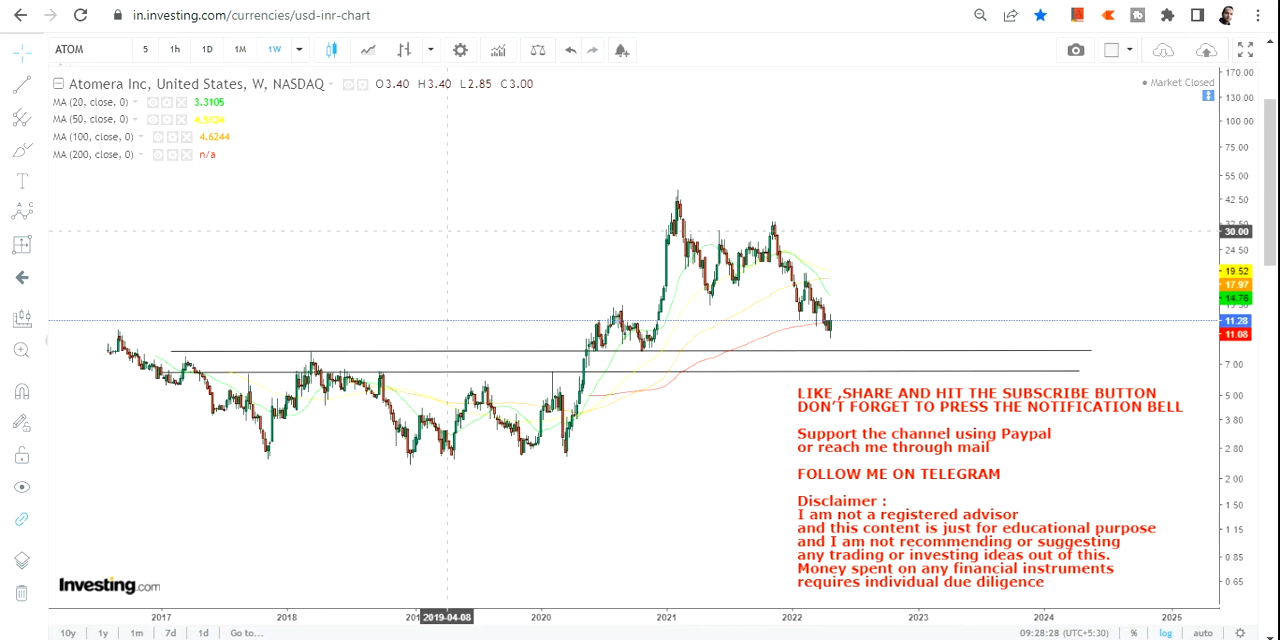 in.investing.com/currencies/usd-inr-chart
ATOM 5 1h 1D 1M 1W
Atomera Inc, United States, W, NASDAQ O3.40 H3.40 L2.85 C3.00
Market Closed
MA (20, close, 0) 3.3105
MA (50, close, 0)
MA (100, close, 0) 4.6244
MA (200, close, 0) n/a
170.00
130.00
100.00
75.00
55.00
42.50
30.00
24.50
19.52
17.97
14.76
11.28
11.08
7.00
5.00
3.80
2.80
2.00
1.50
1.15
0.85
0.65
LIKE ,SHARE AND HIT THE SUBSCRIBE BUTTON
DON'T FORGET TO PRESS THE NOTIFICATION BELL
Support the channel using Paypal
or reach me through mail
FOLLOW ME ON TELEGRAM
Disclaimer :
I am not a registered advisor
and this content is just for educational purpose
and I am not recommending or suggesting
any trading or investing ideas out of this.
Money spent on any financial instruments
requires individual due diligence
Investing.com
2017 2018 2019-04-08 2020 2021 2022 2023 2024 2025
10y 1y 1m 7d 1d Go to... 09:28:28 (UTC+5:30) % log auto